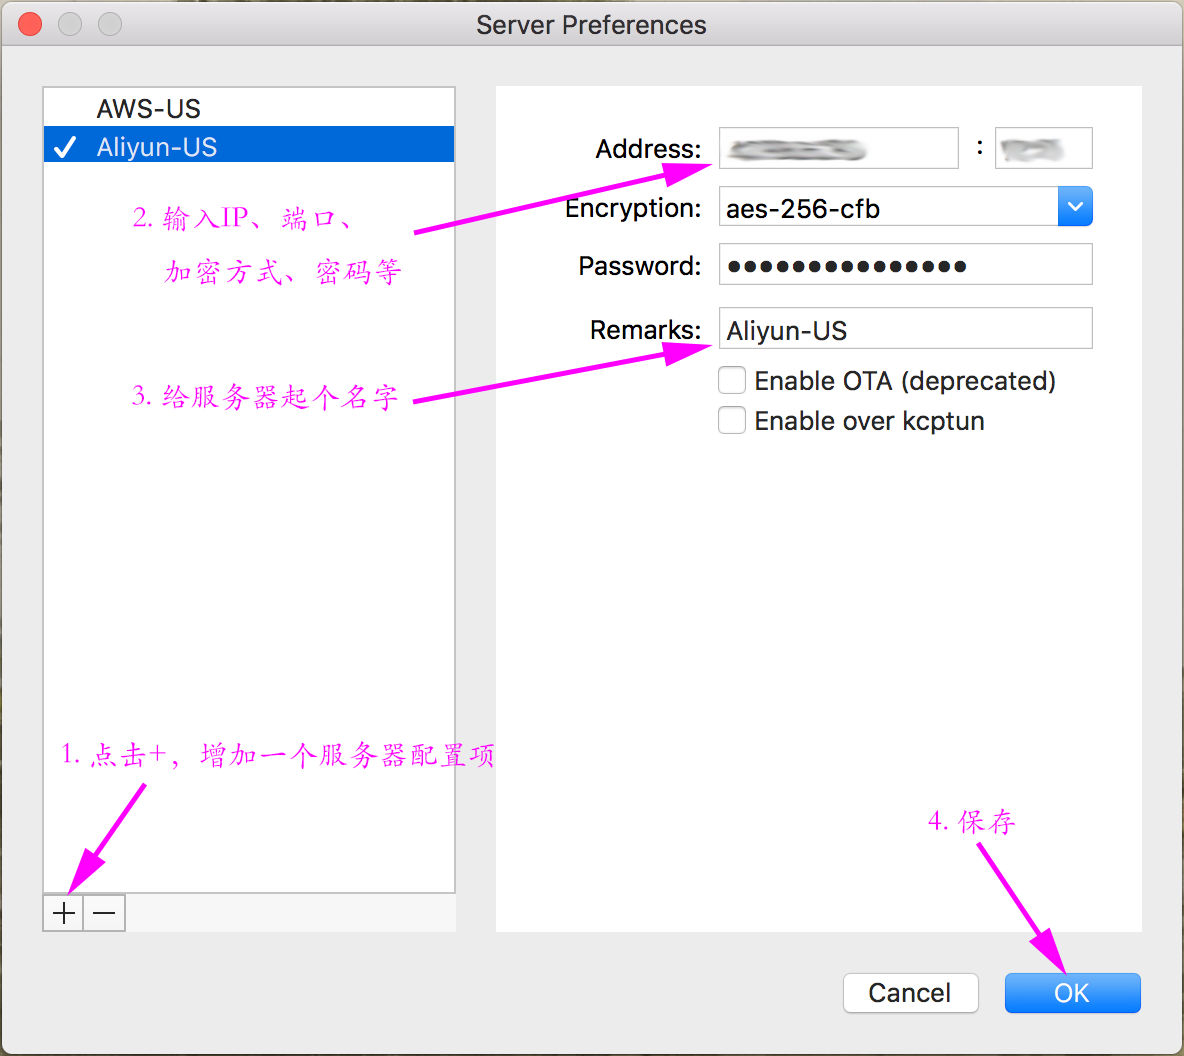 Server Preferences
AWS-US
Aliyun-US
2. 输入IP、端口、
加密方式、密码等
3. 给服务器起个名字
1. 点击+，增加一个服务器配置项
Address:
:
Encryption:
aes-256-cfb
Password:
Remarks:
Aliyun-US
Enable OTA (deprecated)
Enable over kcptun
4. 保存
Cancel
OK